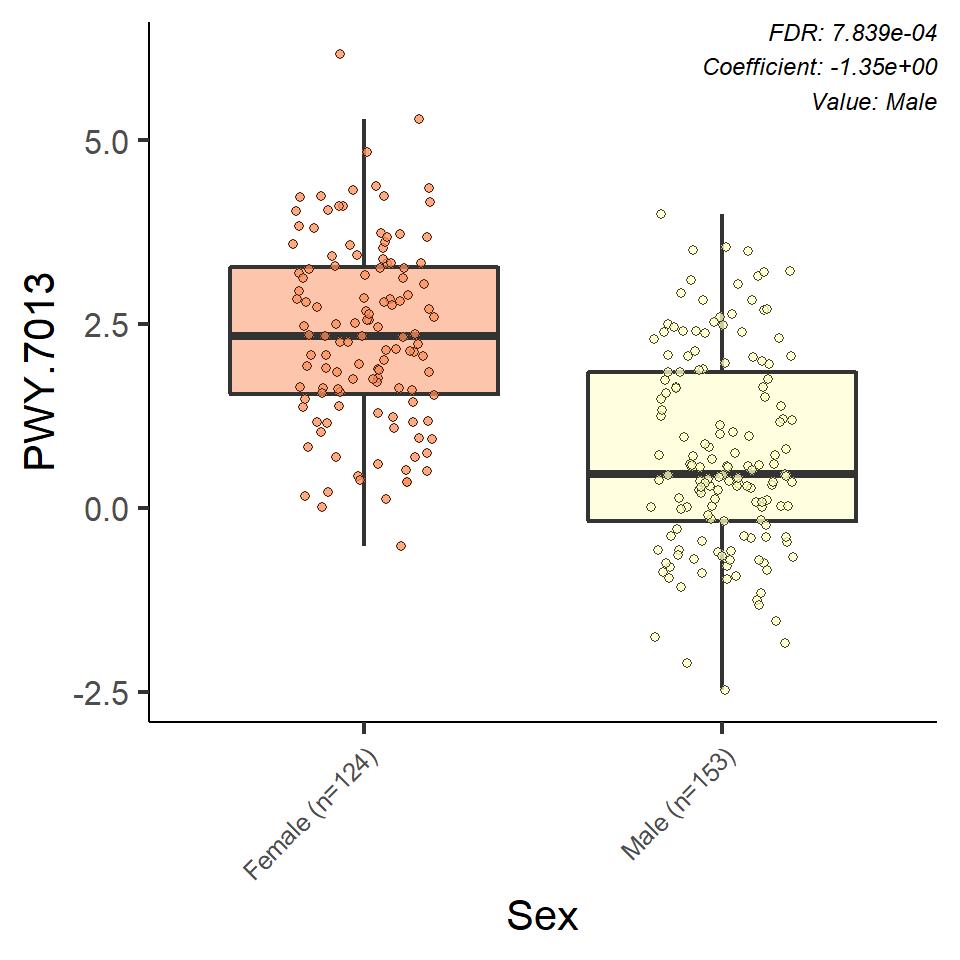 FDR: 7.839e-04
Coefficient: -1.35e+00
Value: Male
PWY.7013
5.0
2.5
0.0
-2.5
Female (n=124)
Male (n=153)
Sex